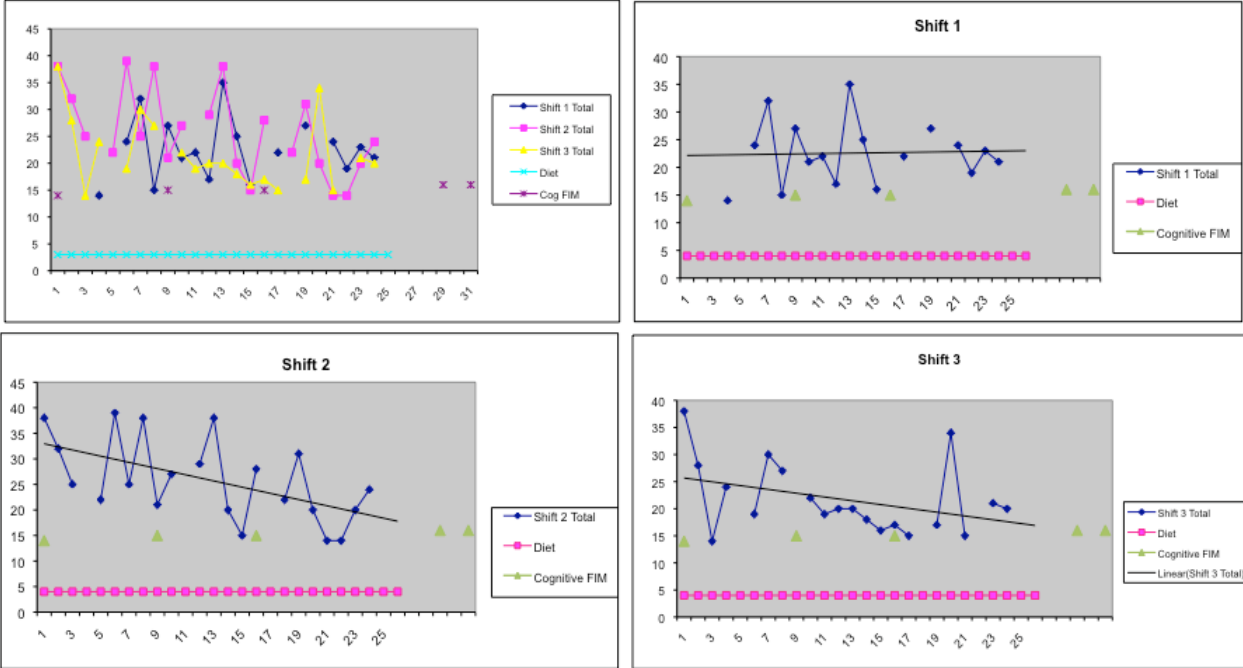 45
40
35
30
25
20
15
10
5
0
1 3 5 7 9 11 13 15 17 19 21 23 25 27 29 31
Shift 1 Total
Shift 2 Total
Shift 3 Total
Diet
Cog FIM
Shift 1
40
35
30
25
20
15
10
5
0
1 3 5 7 9 11 13 15 17 19 21 23 25
Shift 1 Total
Diet
Cognitive FIM
Shift 2
45
40
35
30
25
20
15
10
5
0
1 3 5 7 9 11 13 15 17 19 21 23 25
Shift 2 Total
Diet
Cognitive FIM
Shift 3
40
35
30
25
20
15
10
5
0
1 3 5 7 9 11 13 15 17 19 21 23 25
Shift 3 Total
Diet
Cognitive FIM
Linear(Shift 3 Total)